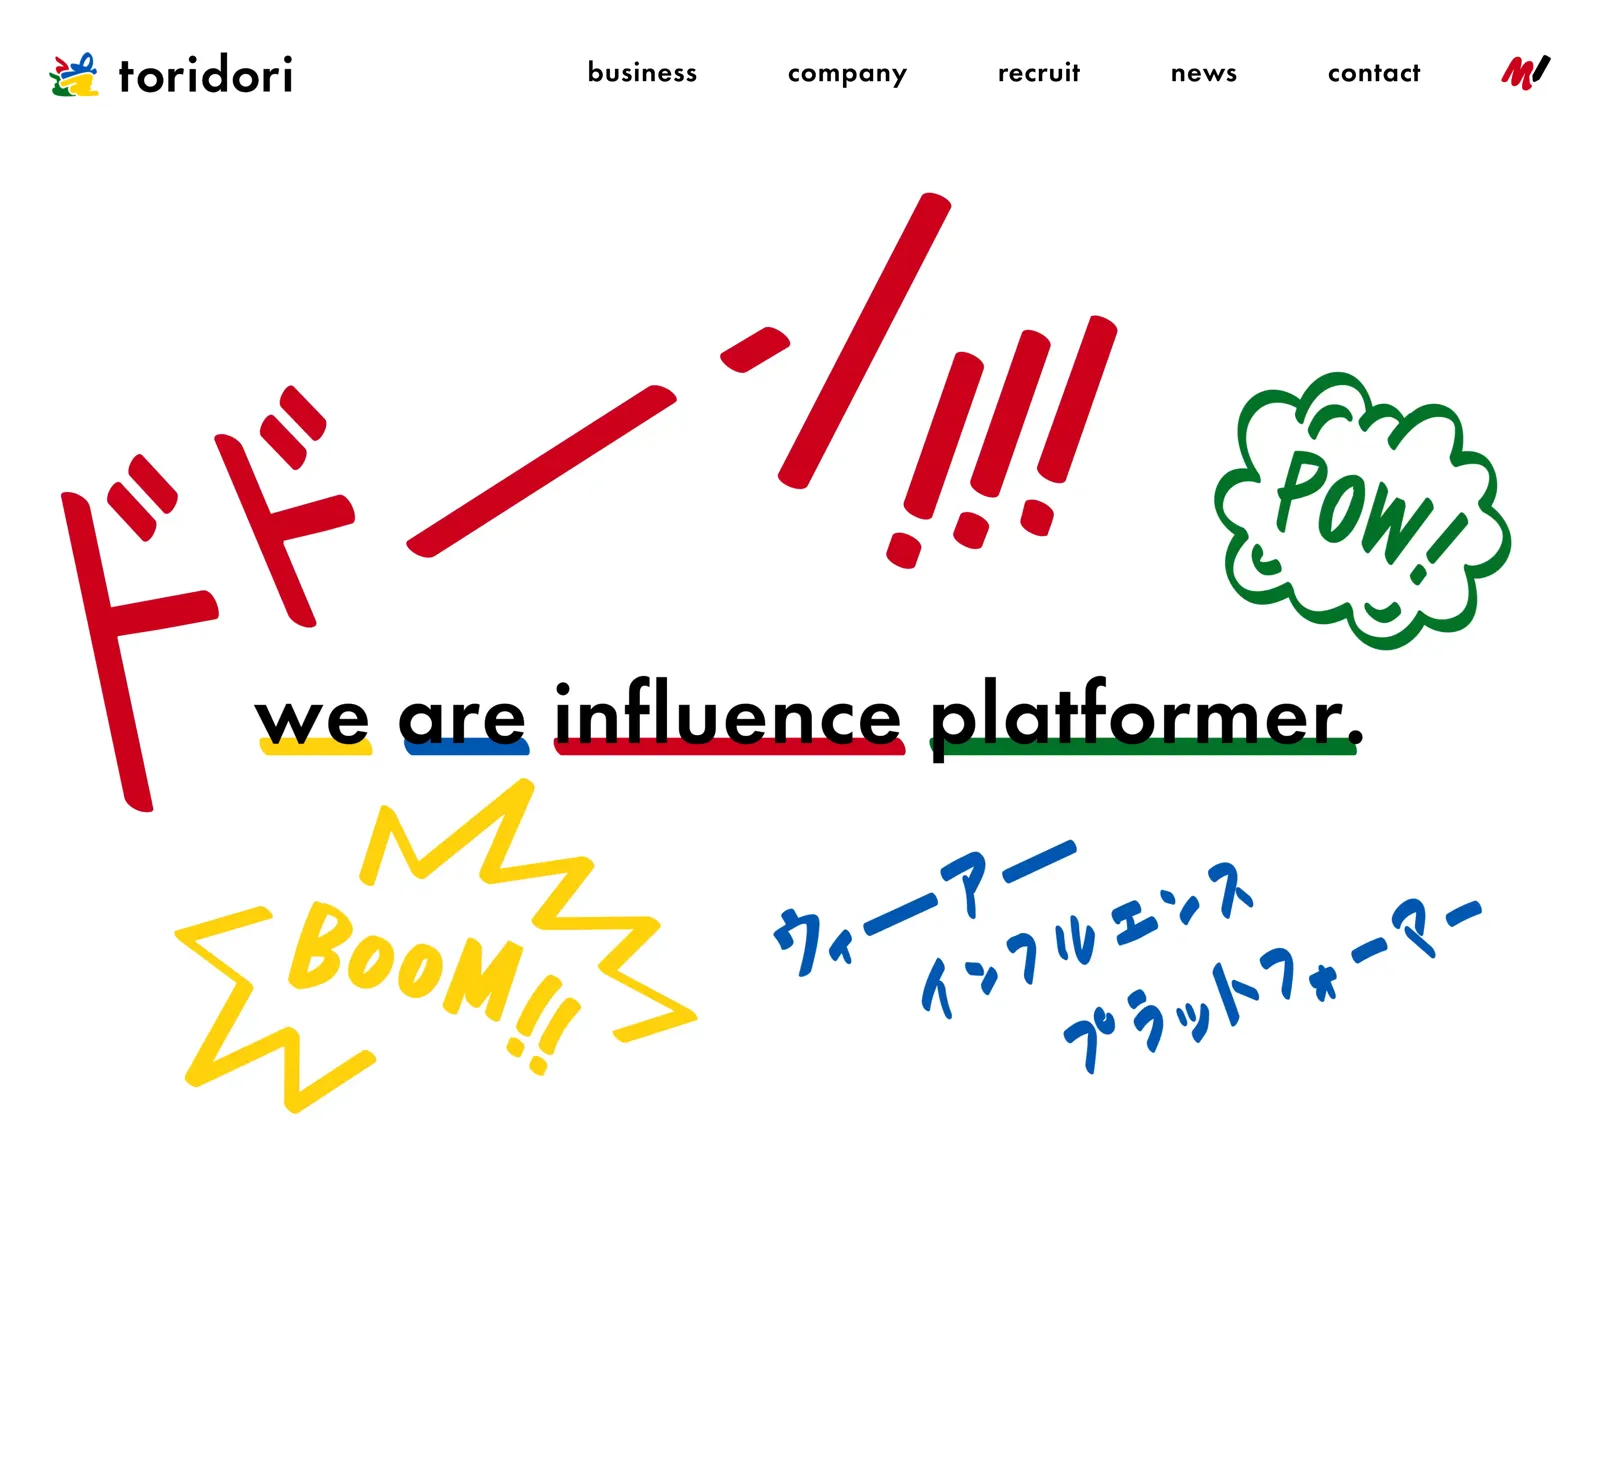 toridori
business
company
recruit
news
contact
ドドーン!!!
POW!
we are influence platformer.
BOOM!!
ウィーアー
インフルエンス
プラットフォーマー